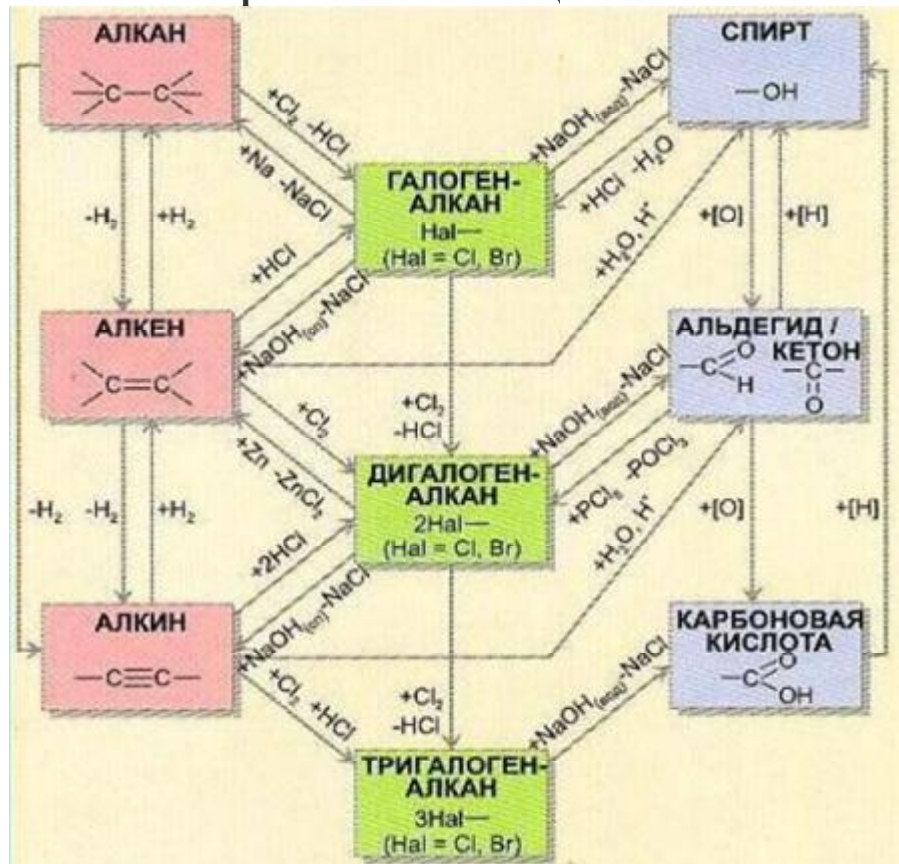 АЛКАН
—C—C—
СПИРТ
—OH
+Cl₂ -HCl
+Na -NaCl
+NaOH(водн)-NaCl
+HCl -H₂O
ГАЛОГЕН-
АЛКАН
Hal—
(Hal = Cl, Br)
-H₂
+H₂
+HCl
+NaOH(сп)-NaCl
+H₂O, H⁺
+[O]
+[H]
АЛКЕН
C=C
АЛЬДЕГИД /
КЕТОН
—C
O
H
—C—
O
+Cl₂
-HCl
+Cl₂
+Zn -ZnCl₂
+NaOH(водн)-NaCl
+PCl₅ -POCl₃
ДИГАЛОГЕН-
АЛКАН
2Hal—
(Hal = Cl, Br)
-H₂
-H₂
+H₂
+2HCl
+NaOH(сп)-NaCl
+H₂O, H⁺
+[O]
+[H]
АЛКИН
—C≡C—
КАРБОНОВАЯ
КИСЛОТА
—C
O
OH
+Cl₂
-HCl
+Cl₂ +HCl
+NaOH(водн)-NaCl
ТРИГАЛОГЕН-
АЛКАН
3Hal—
(Hal = Cl, Br)